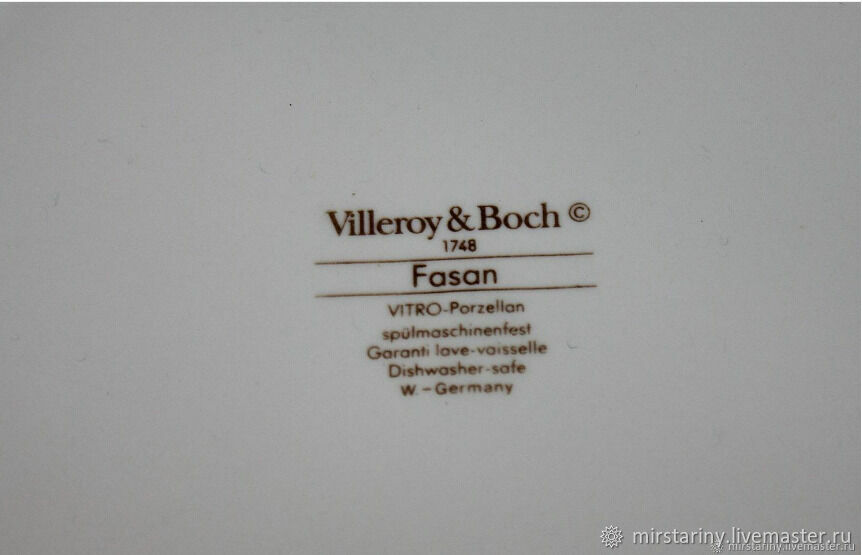 Villeroy & Boch ©
1748
Fasan
VITRO-Porzellan
spülmaschinenfest
Garanti lave-vaisselle
Dishwasher-safe
W.-Germany
mirstariny.livemaster.ru
mirstariny.livemaster.ru